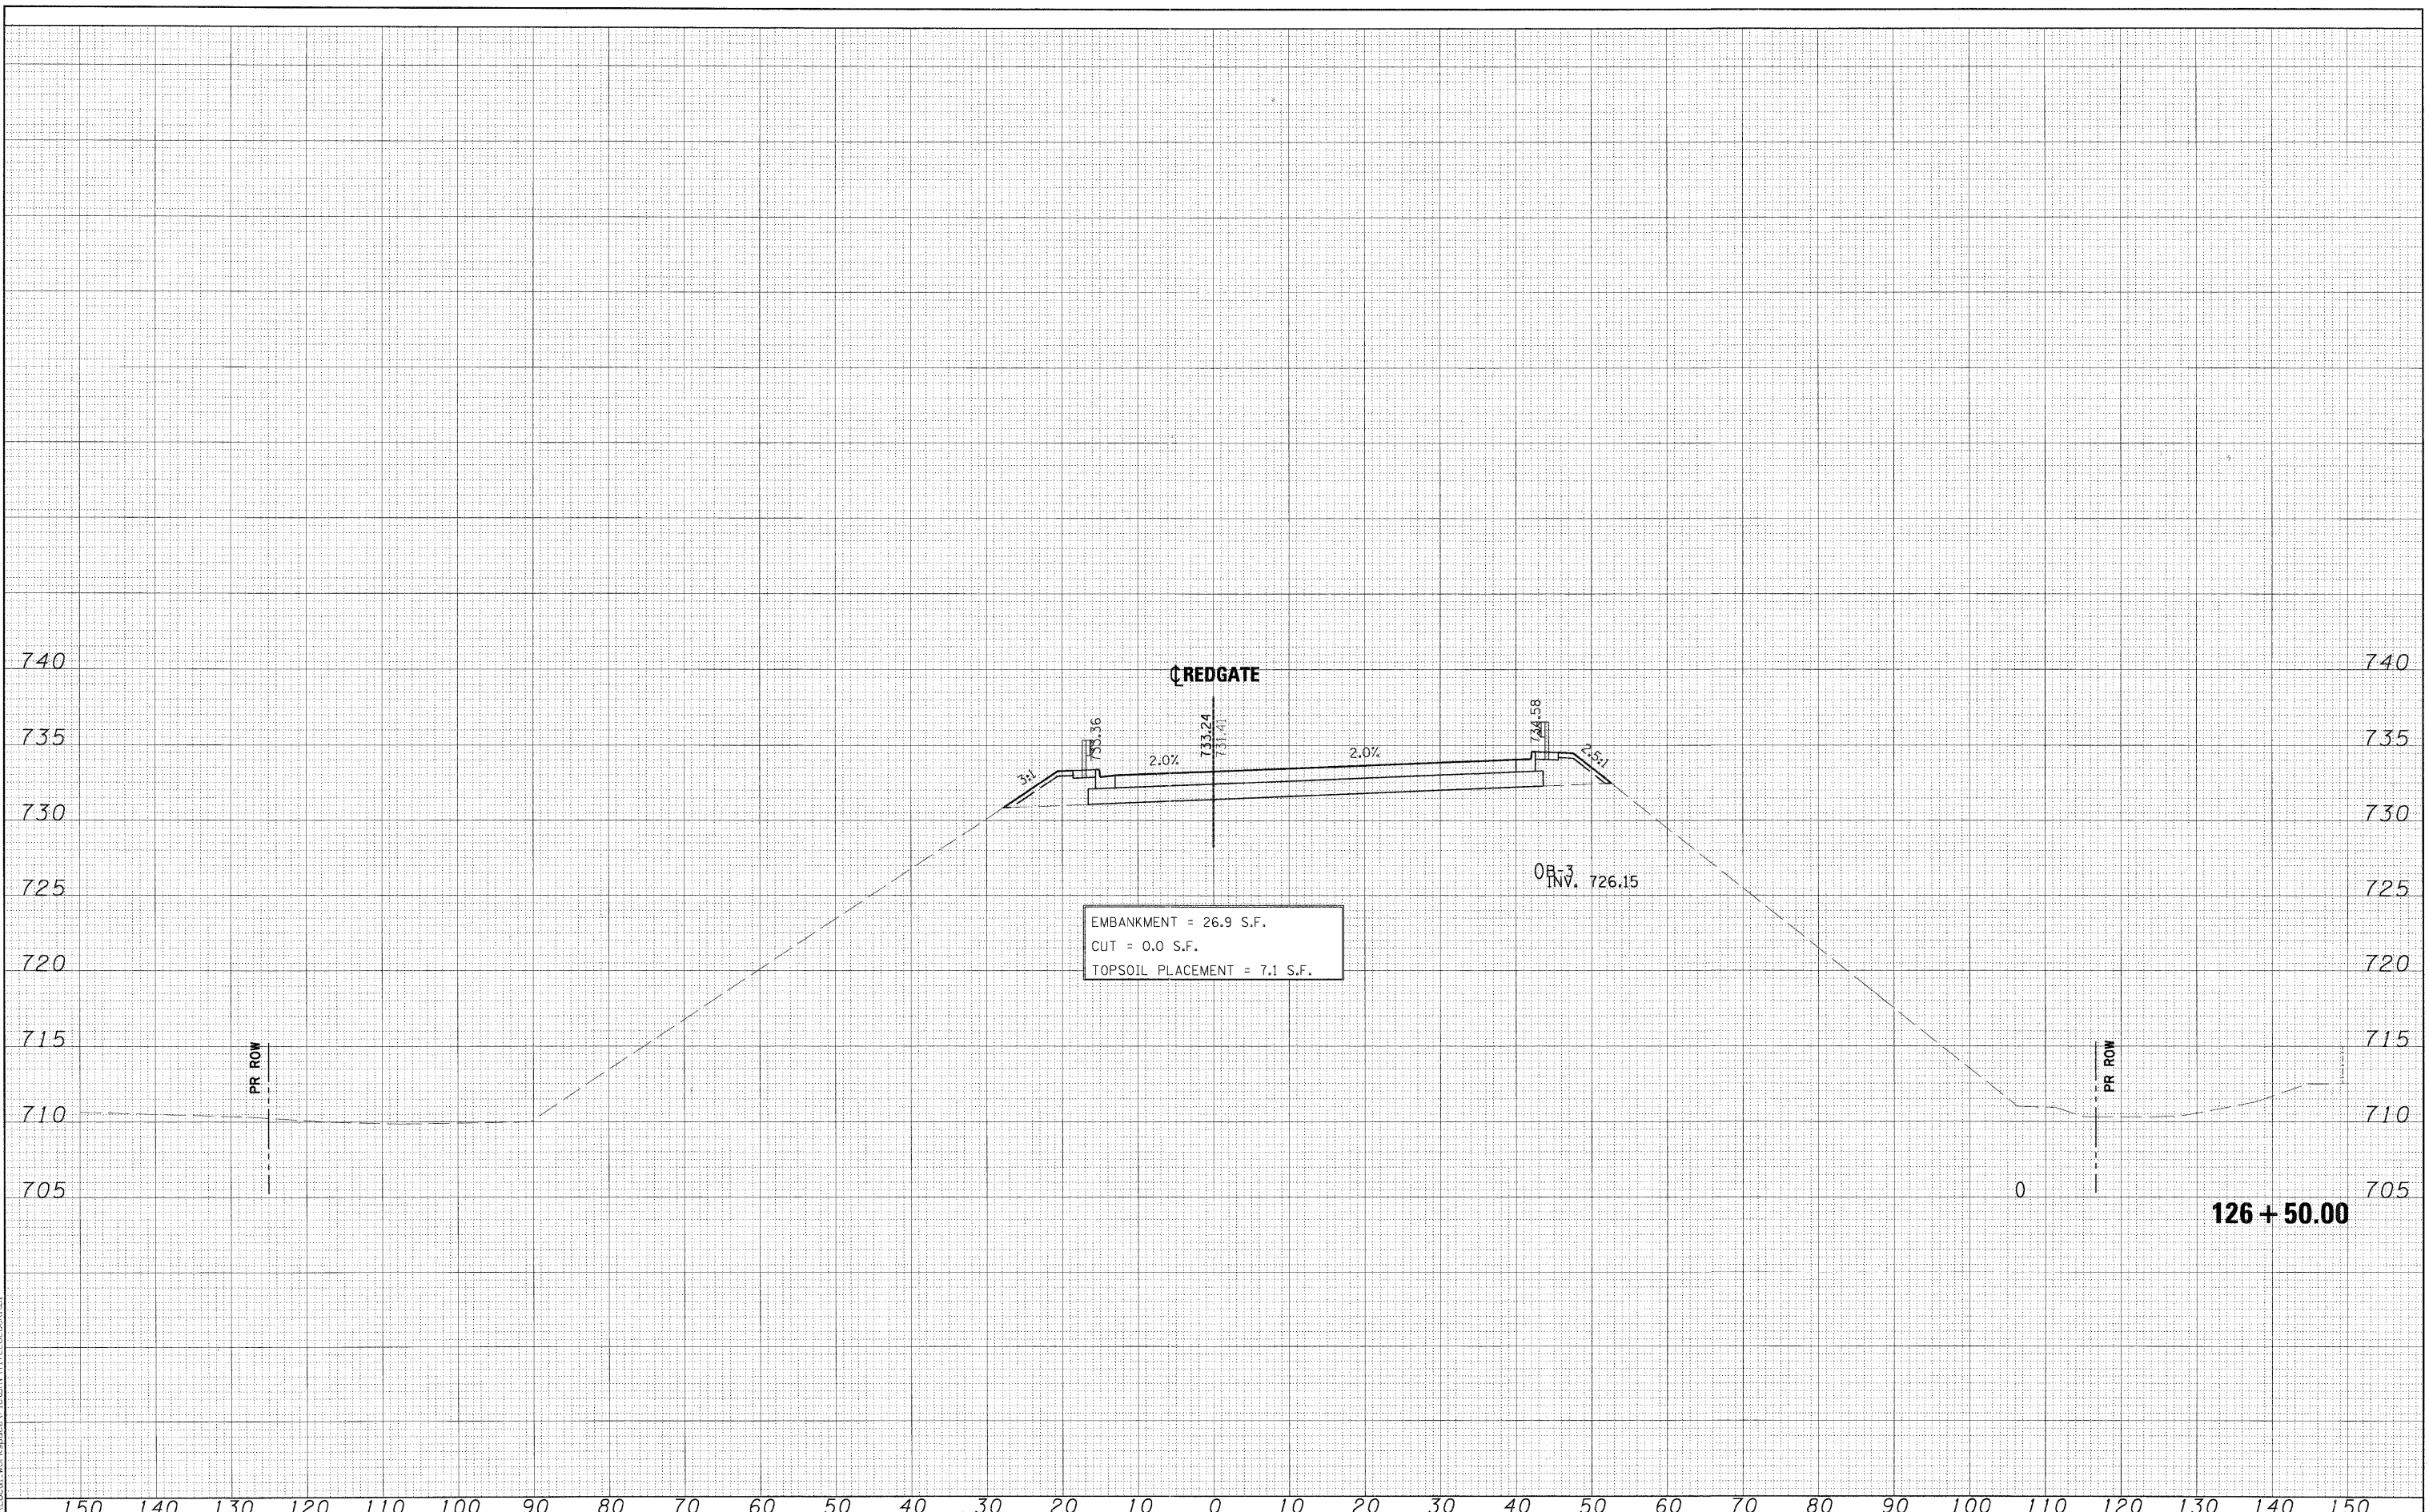 740 740
℄ REDGATE
735 735
733.36
733.24
731.41
734.58
3:1
2.0%
2.0%
2.5:1
730 730
B-3
INV. 726.15
725 725
EMBANKMENT = 26.9 S.F.
CUT = 0.0 S.F.
TOPSOIL PLACEMENT = 7.1 S.F.
720 720
715 715
PR ROW
PR ROW
710 710
705 705
126 + 50.00
150 140 130 120 110 100 90 80 70 60 50 40 30 20 10 0 10 20 30 40 50 60 70 80 90 100 110 120 130 140 150